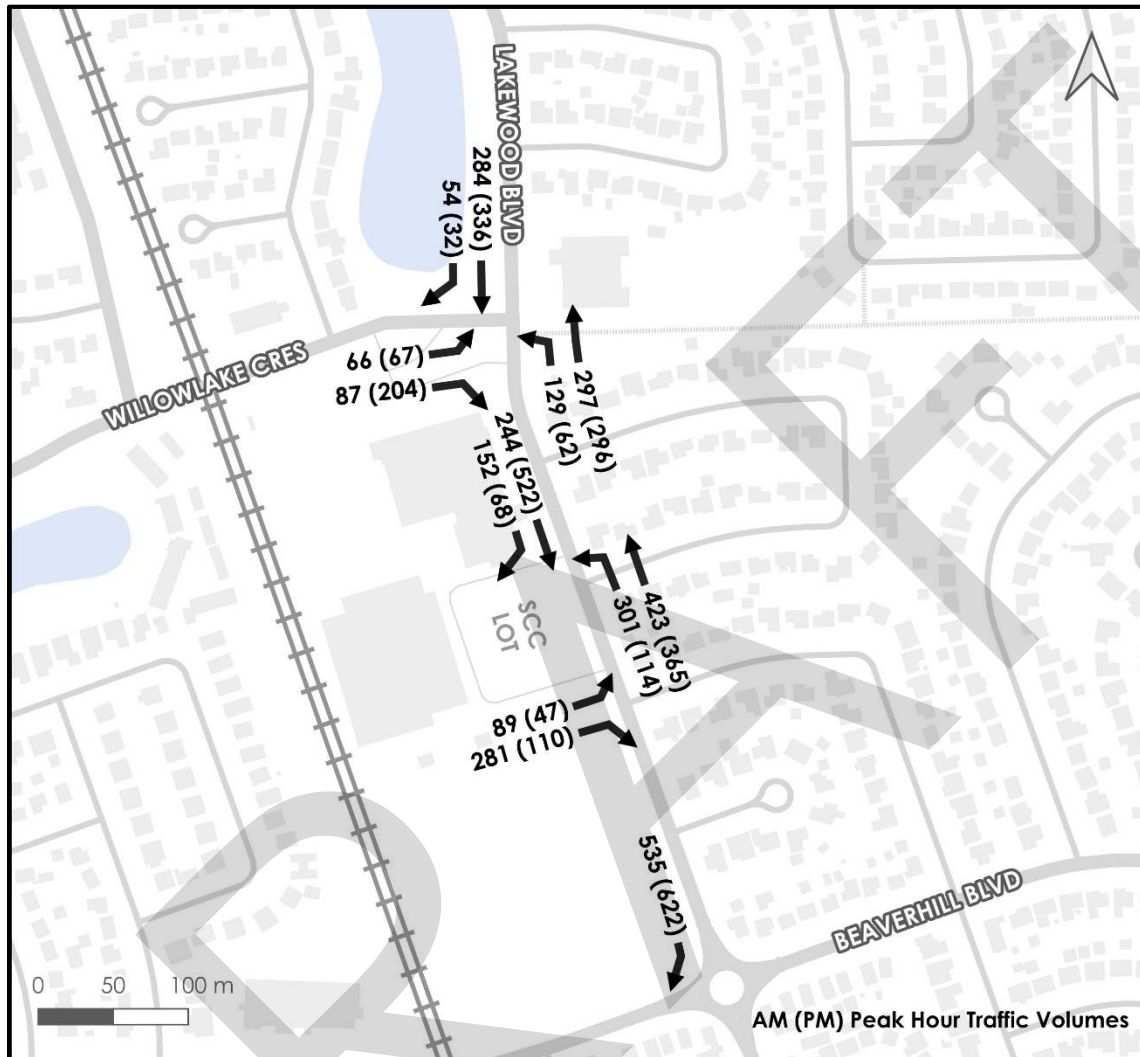 LAKEWOOD BLVD
284 (336)
54 (32)
66 (67)
87 (204)
WILLOWLAKE CRES
297 (296)
129 (62)
244 (522)
152 (68)
423 (365)
301 (114)
SCC
LOT
89 (47)
281 (110)
535 (622)
BEAVERHILL BLVD
0 50 100 m
AM (PM) Peak Hour Traffic Volumes
DRAFT